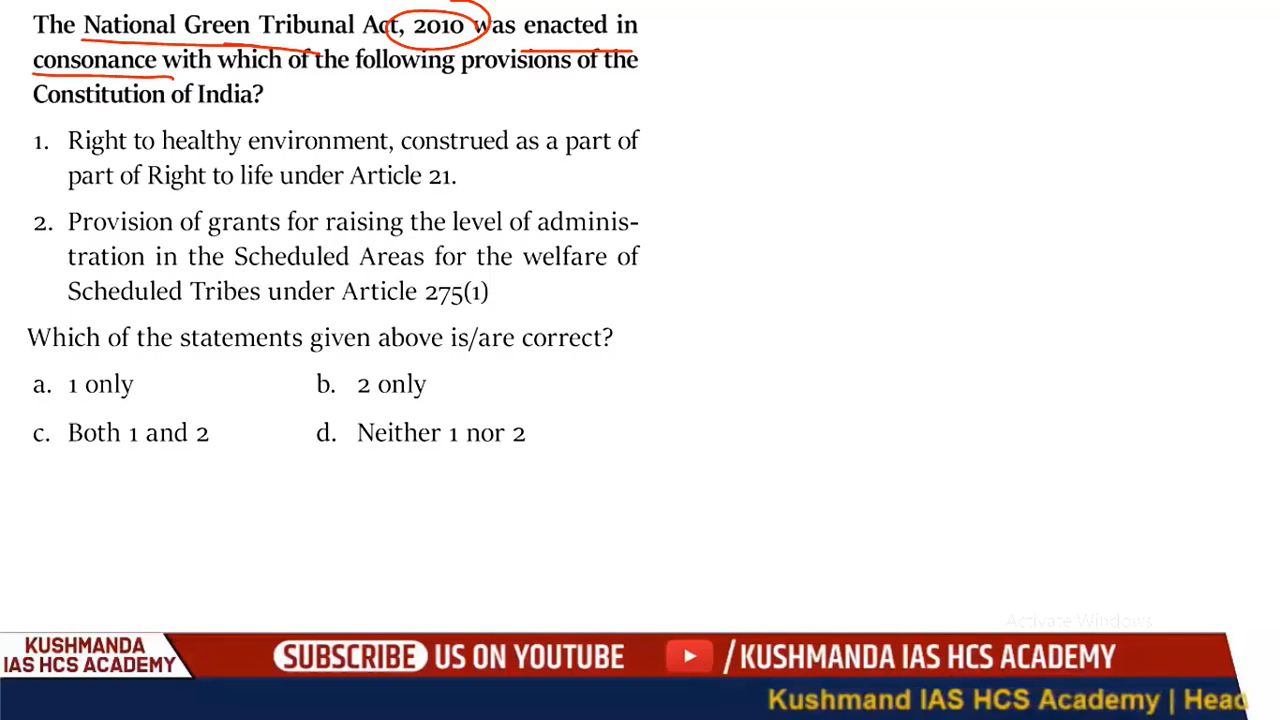 The National Green Tribunal Act, 2010 was enacted in
consonance with which of the following provisions of the
Constitution of India?
1. Right to healthy environment, construed as a part of
part of Right to life under Article 21.
2. Provision of grants for raising the level of adminis-
tration in the Scheduled Areas for the welfare of
Scheduled Tribes under Article 275(1)
Which of the statements given above is/are correct?
a. 1 only b. 2 only
c. Both 1 and 2 d. Neither 1 nor 2
Activate Windows
KUSHMANDA
IAS HCS ACADEMY
SUBSCRIBE US ON YOUTUBE /KUSHMANDA IAS HCS ACADEMY
Kushmand IAS HCS Academy | Head